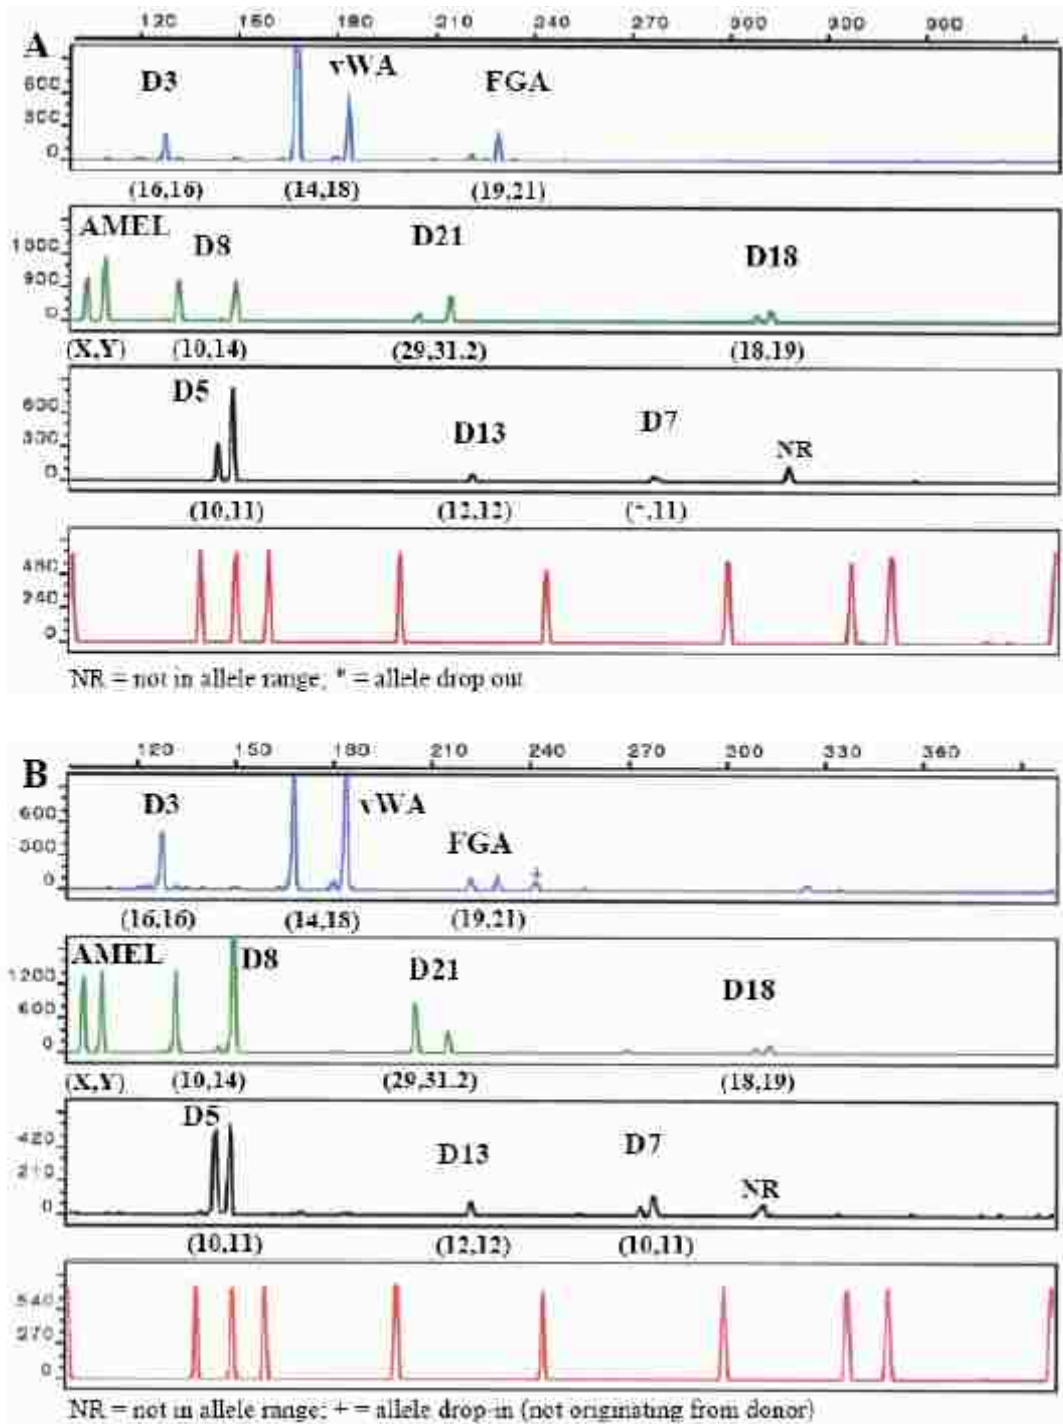 120 150 180 210 240 270 300
A
D3 vWA FGA
600
300
0
(16,16) (14,18) (19,21)
AMEL D8 D21 D18
900
0
(X,Y) (10,14) (29,31.2) (18,19)
D5 D13 D7 NR
600
300
0
(10,11) (12,12) (*,11)
480
240
0
NR = not in allele range; * = allele drop out
120 150 180 210 240 270 300 330 360
B
D3 vWA FGA +
600
300
0
(16,16) (14,18) (19,21)
AMEL D8 D21 D18
1200
600
0
(X,Y) (10,14) (29,31.2) (18,19)
D5 D13 D7 NR
420
210
0
(10,11) (12,12) (10,11)
540
270
0
NR = not in allele range; + = allele drop-in (not originating from donor)